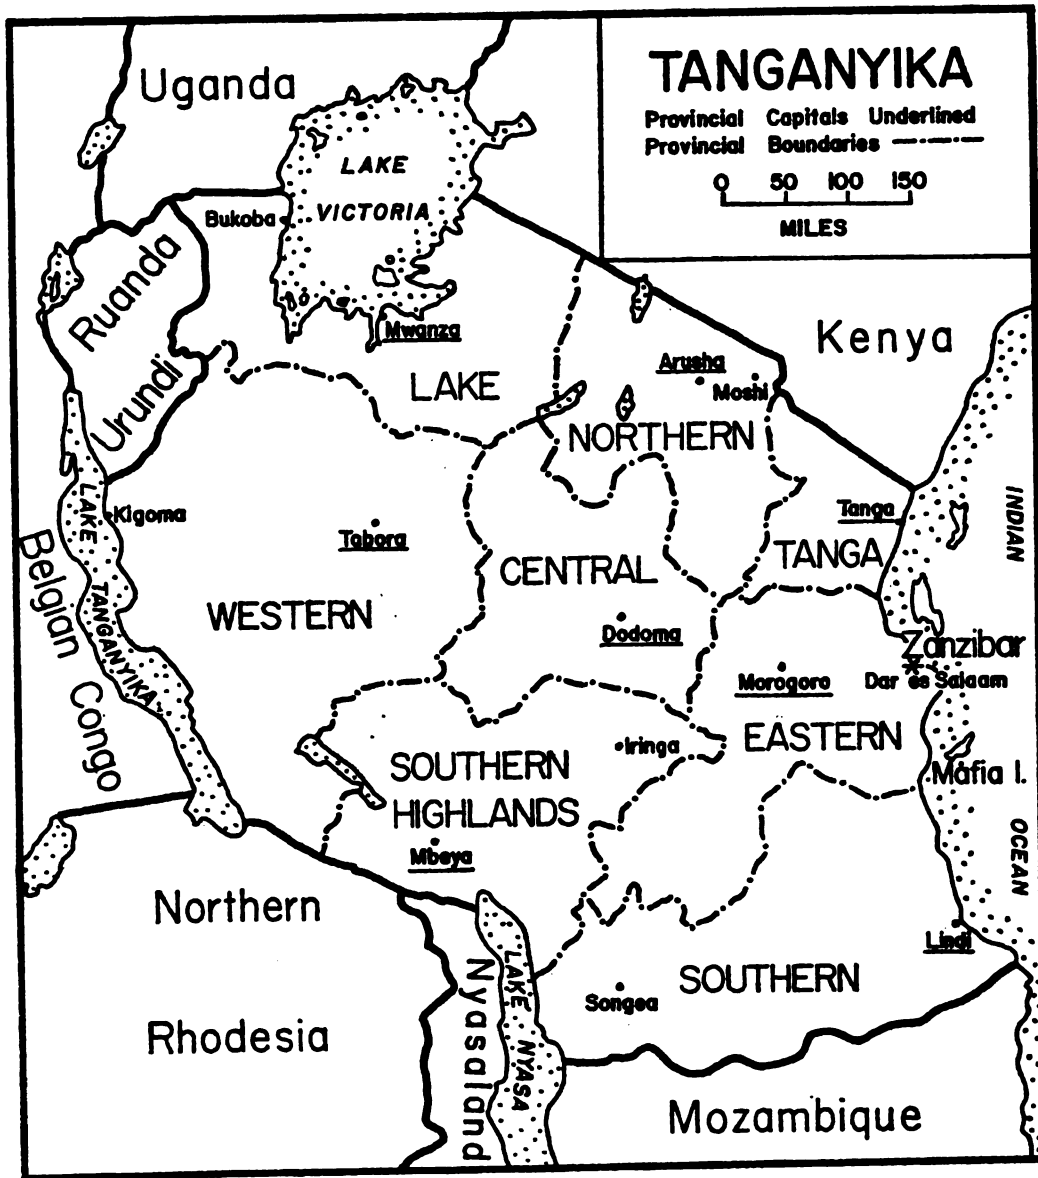 TANGANYIKA
Provincial Capitals Underlined
Provincial Boundaries
0 50 100 150
MILES
Uganda
LAKE
VICTORIA
Bukoba
Ruanda
Urundi
Mwanza
LAKE
Kenya
Arusha
Moshi
NORTHERN
INDIAN
OCEAN
Kigoma
LAKE
TANGANYIKA
Tabora
WESTERN
CENTRAL
Dodoma
Tanga
TANGA
Belgian Congo
Zanzibar
Dar es Salaam
Morogoro
EASTERN
Mafia I.
Iringa
SOUTHERN
HIGHLANDS
Mbeya
Northern
Rhodesia
Nyasaland
LAKE NYASA
Lindi
SOUTHERN
Songea
Mozambique